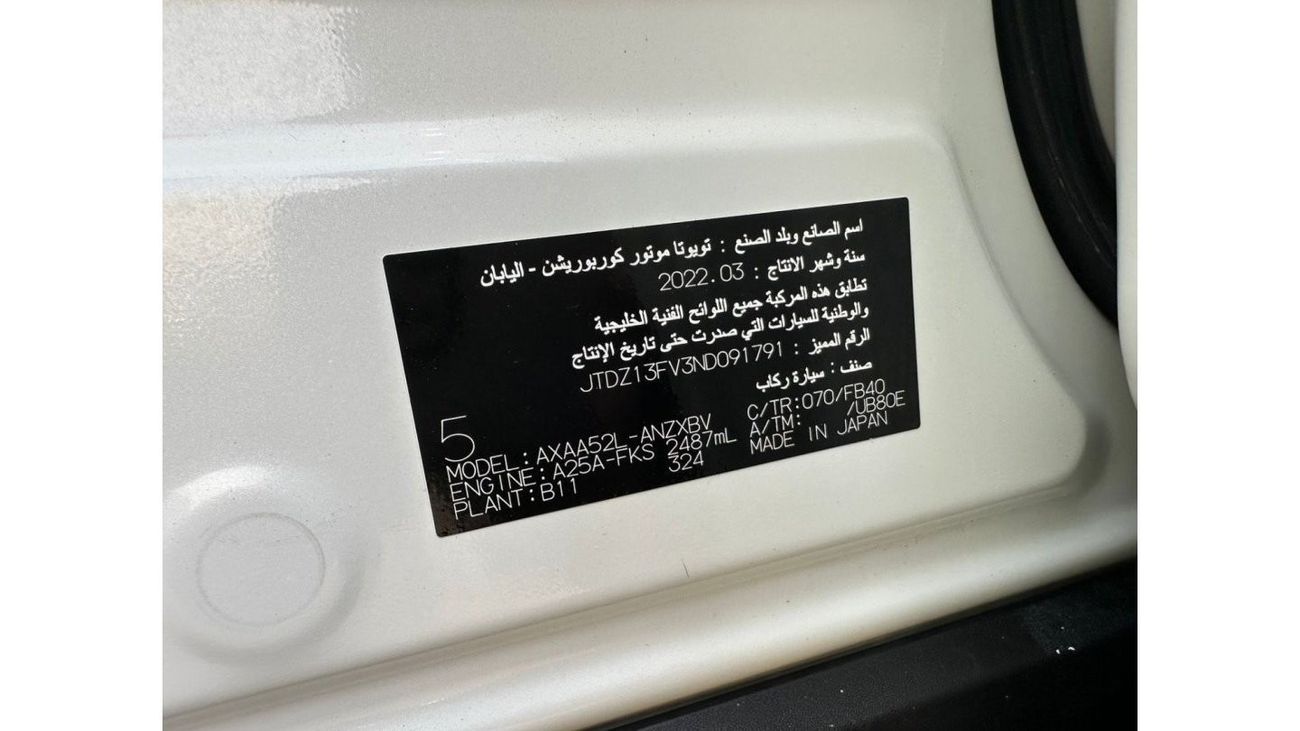 اسم الصانع وبلد الصنع : تويوتا موتور كوربوريشن - اليابان
سنة وشهر الانتاج : 2022.03
تطابق هذه المركبة جميع اللوائح الفنية الخليجية
والوطنية للسيارات التي صدرت حتى تاريخ الإنتاج
الرقم المميز : JTDZ13FV3ND091791
صنف : سيارة ركاب
5
MODEL:AXAA52L-ANZXBV C/TR:070/FB40
ENGINE:A25A-FKS 2487mL A/TM: /UB80E
PLANT:B11 324 MADE IN JAPAN